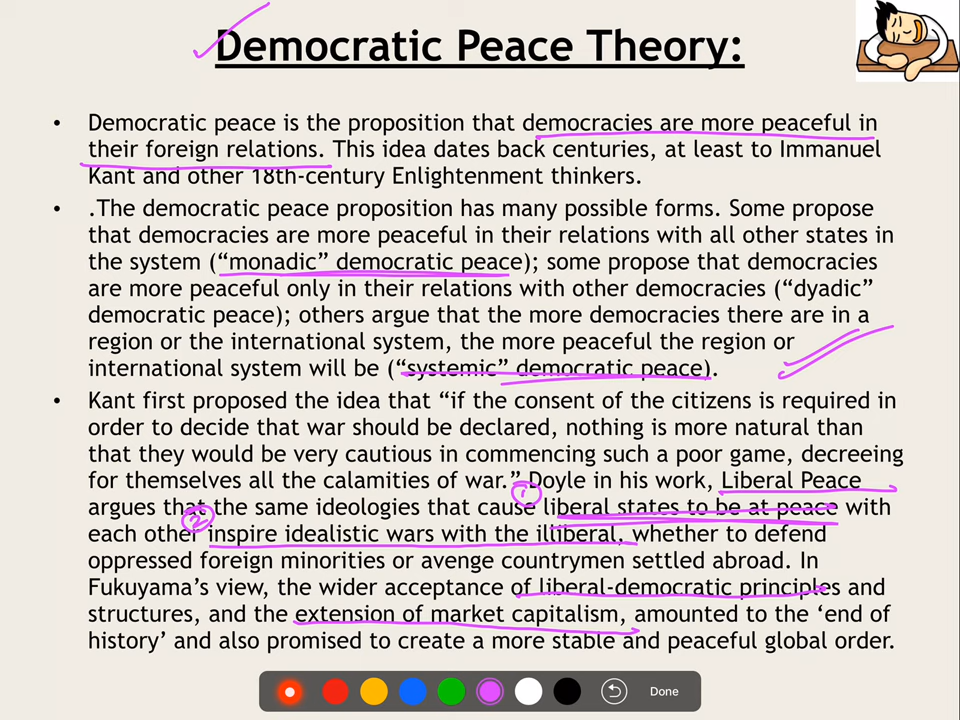 Democratic Peace Theory:
• Democratic peace is the proposition that democracies are more peaceful in
their foreign relations. This idea dates back centuries, at least to Immanuel
Kant and other 18th-century Enlightenment thinkers.
• .The democratic peace proposition has many possible forms. Some propose
that democracies are more peaceful in their relations with all other states in
the system (“monadic” democratic peace); some propose that democracies
are more peaceful only in their relations with other democracies (“dyadic”
democratic peace); others argue that the more democracies there are in a
region or the international system, the more peaceful the region or
international system will be (“systemic” democratic peace).
• Kant first proposed the idea that “if the consent of the citizens is required in
order to decide that war should be declared, nothing is more natural than
that they would be very cautious in commencing such a poor game, decreeing
for themselves all the calamities of war.” Doyle in his work, Liberal Peace
1
argues that the same ideologies that cause liberal states to be at peace with
2
each other inspire idealistic wars with the illiberal, whether to defend
oppressed foreign minorities or avenge countrymen settled abroad. In
Fukuyama’s view, the wider acceptance of liberal-democratic principles and
structures, and the extension of market capitalism, amounted to the ‘end of
history’ and also promised to create a more stable and peaceful global order.
Done